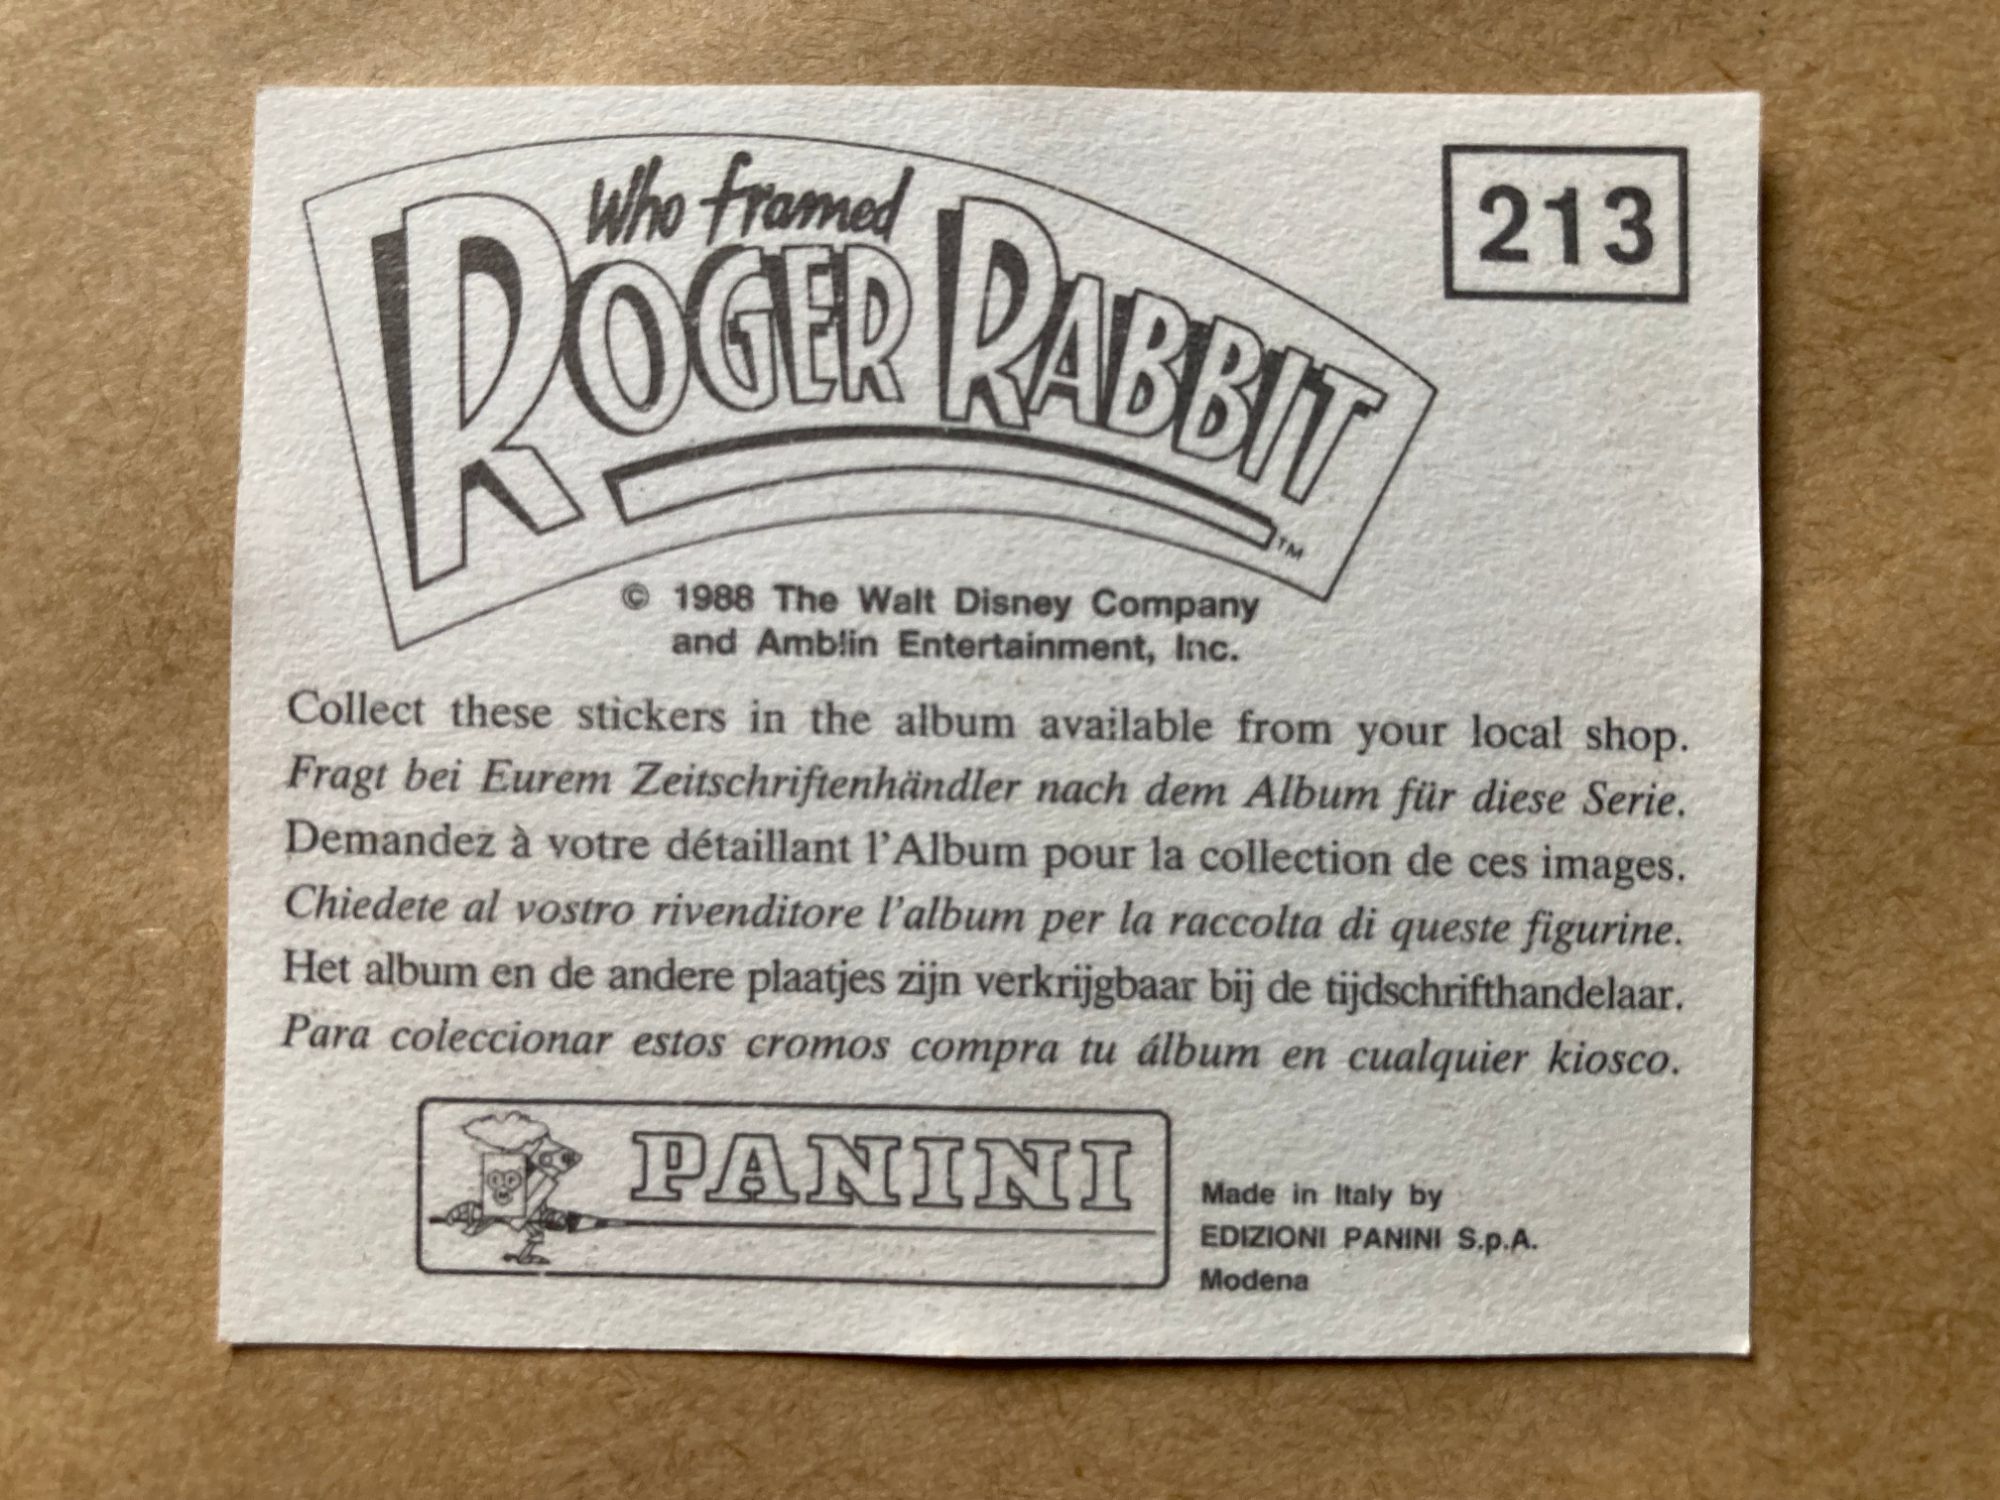 213
Who framed
ROGER RABBIT
TM
© 1988 The Walt Disney Company
and Amblin Entertainment, Inc.
Collect these stickers in the album available from your local shop.
Fragt bei Eurem Zeitschriftenhändler nach dem Album für diese Serie.
Demandez à votre détaillant l'Album pour la collection de ces images.
Chiedete al vostro rivenditore l'album per la raccolta di queste figurine.
Het album en de andere plaatjes zijn verkrijgbaar bij de tijdschrifthandelaar.
Para coleccionar estos cromos compra tu álbum en cualquier kiosco.
PANINI
Made in Italy by
EDIZIONI PANINI S.p.A.
Modena